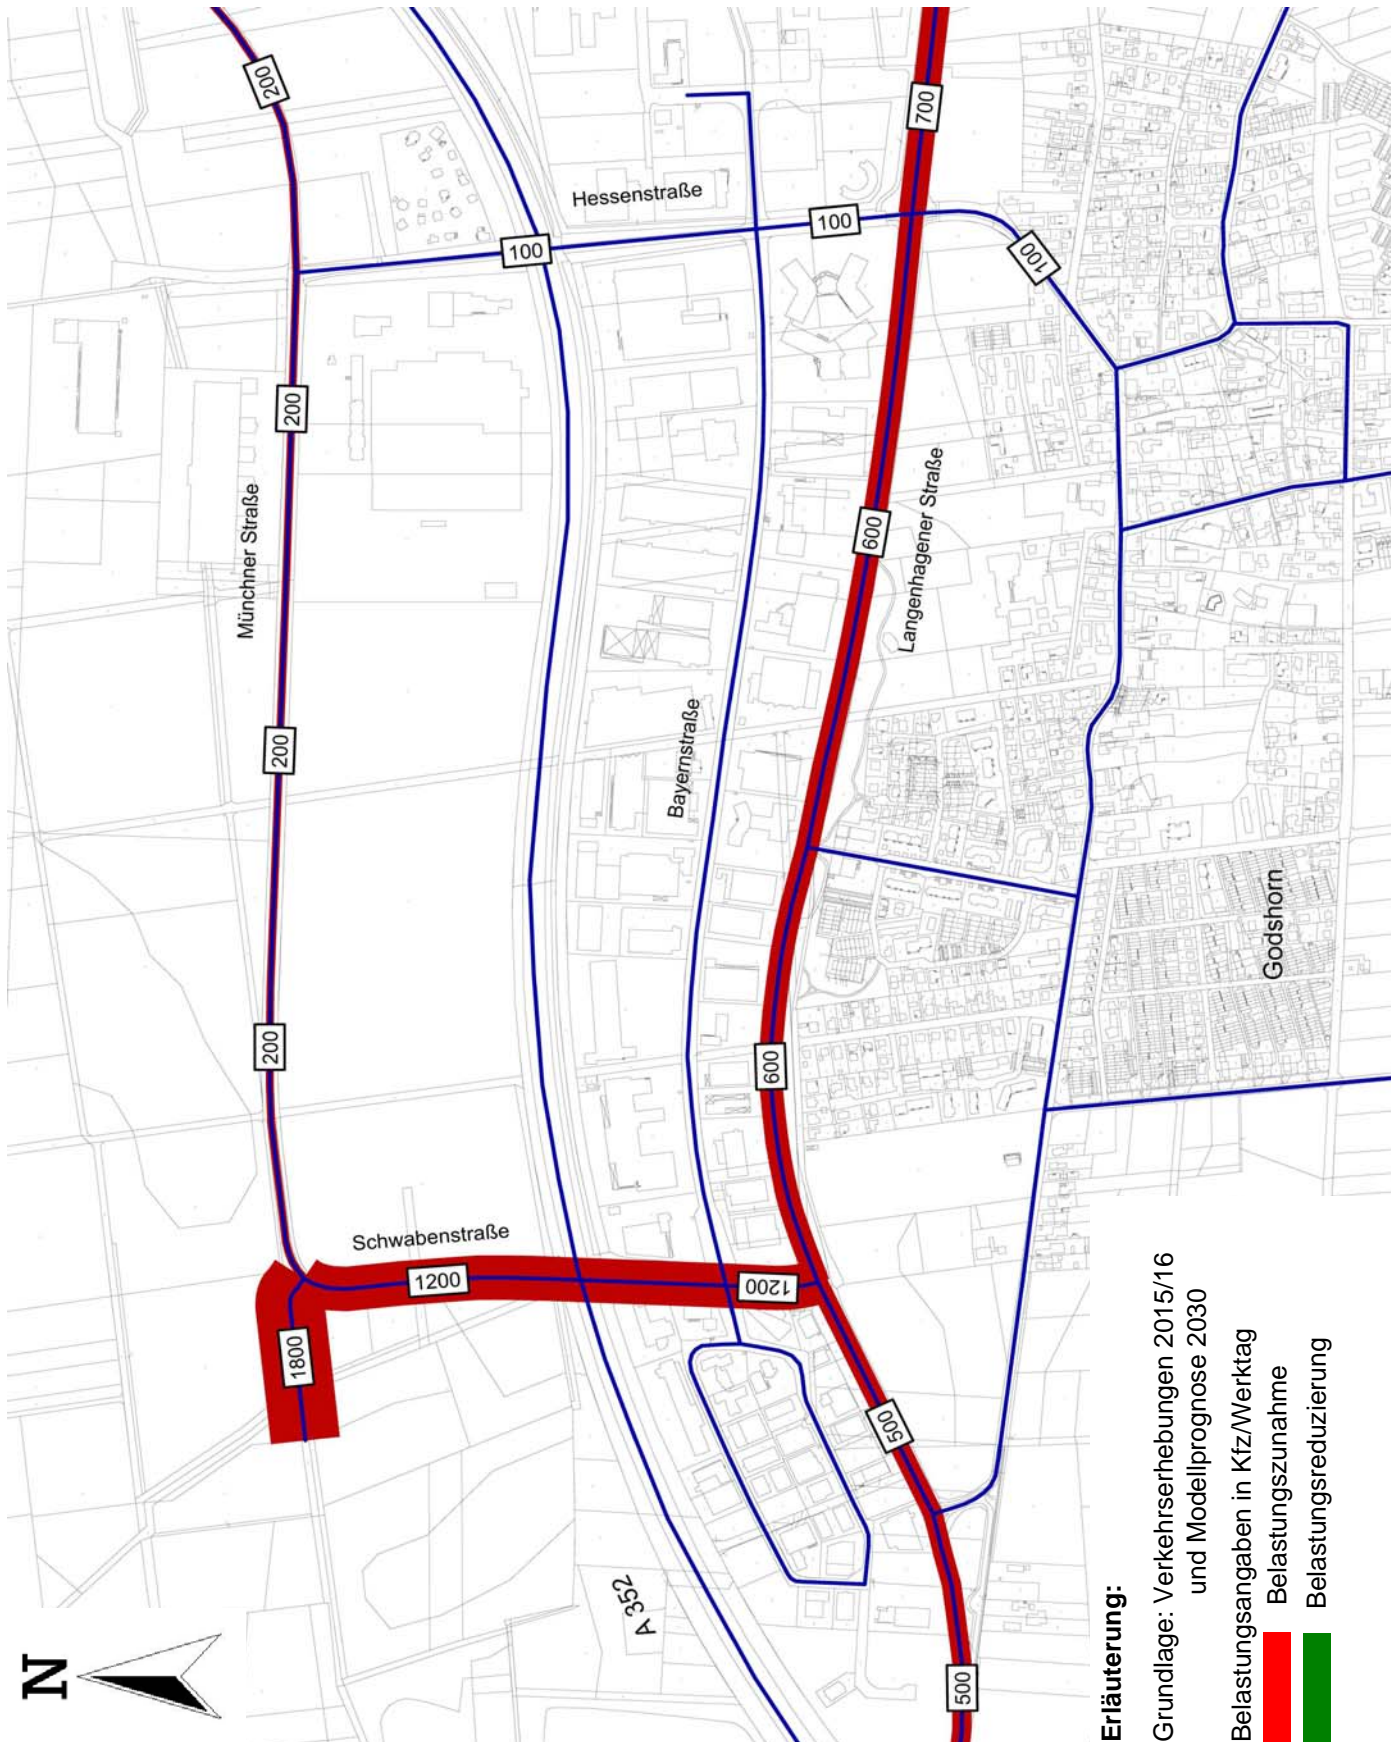 200
700
Hessenstraße
100
100
100
200
Münchner Straße
600
Langenhagener Straße
200
Bayernstraße
Godshorn
200
600
Schwabenstraße
1200
1200
1800
500
A 352
500
N
Erläuterung:
Grundlage: Verkehrserhebungen 2015/16
und Modellprognose 2030
Belastungsangaben in Kfz/Werktag
Belastungszunahme
Belastungsreduzierung